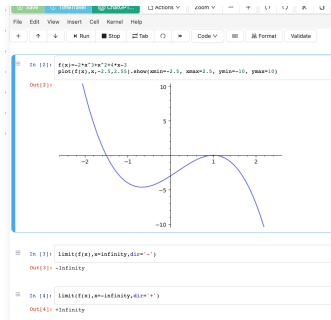 Save TimeTravel ChatGPT... Actions Zoom
File Edit View Insert Cell Kernel Help
Run Stop Tab Code Format Validate
In [2]: f(x)=-2*x^3+x^2+4*x-3
plot(f(x),x,-2.5,2.55).show(xmin=-2.5, xmax=2.5, ymin=-10, ymax=10)
Out[2]:
10
5
-2 -1 1 2
-5
-10
In [3]: limit(f(x),x=infinity,dir='-')
Out[3]: -Infinity
In [4]: limit(f(x),x=-infinity,dir='+')
Out[4]: +Infinity